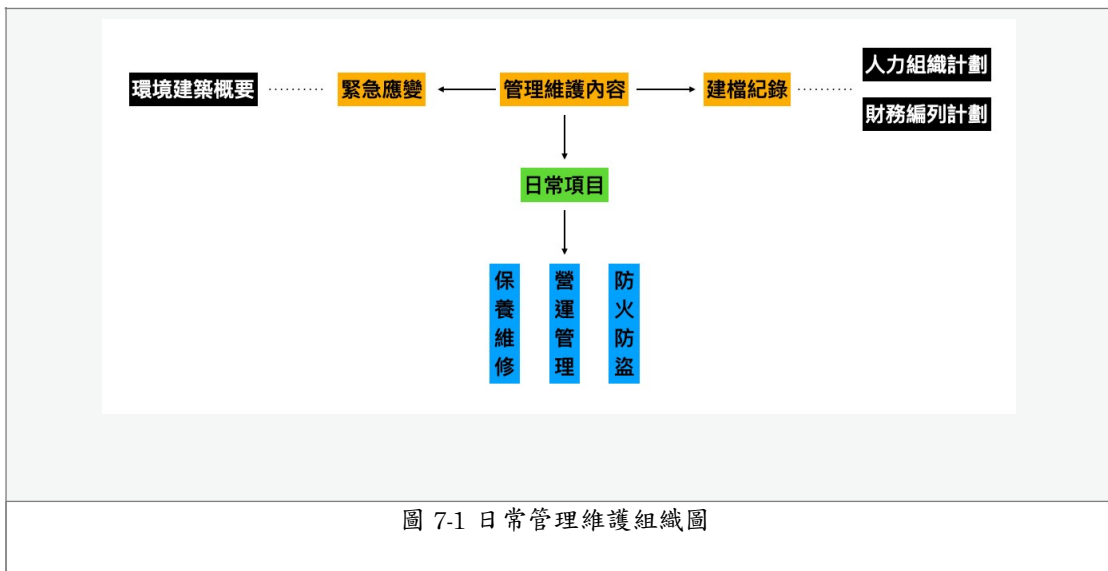 人力組織計劃
環境建築概要
緊急應變
管理維護內容
建檔紀錄
財務編列計劃
日常項目
保養維修
營運管理
防火防盜
圖 7-1 日常管理維護組織圖